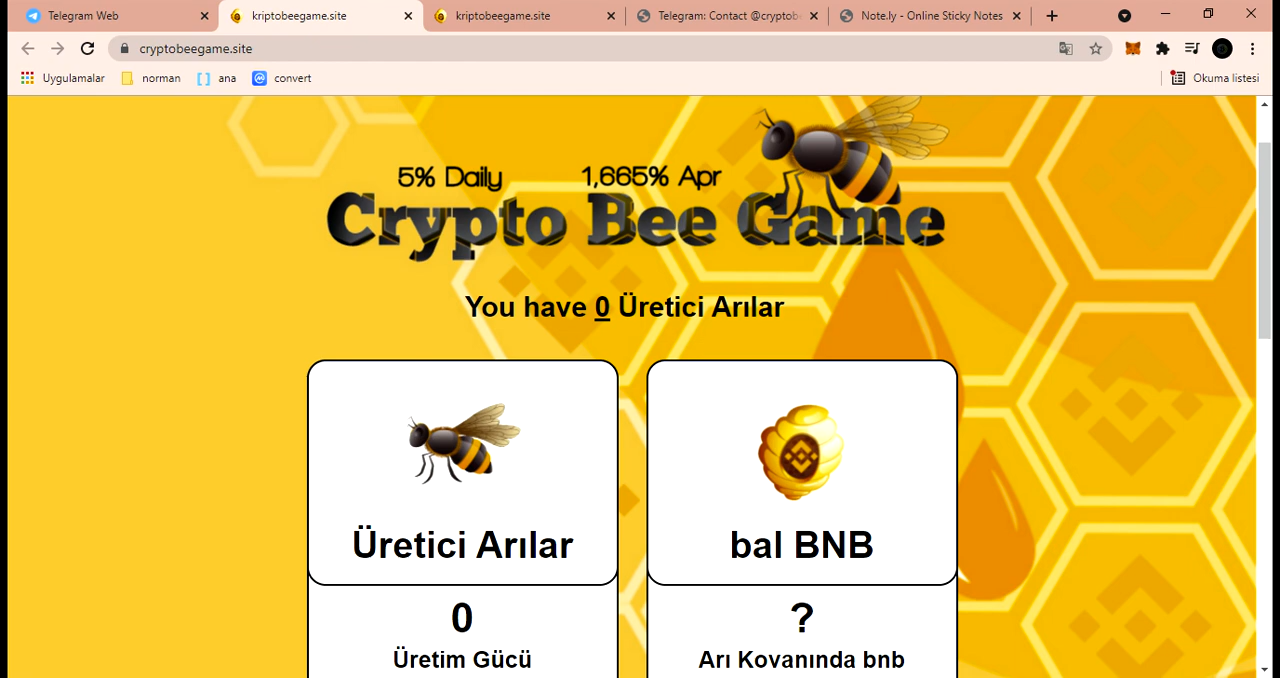 Telegram Web
kriptobeegame.site
kriptobeegame.site
Telegram: Contact @cryptob
Note.ly - Online Sticky Notes
cryptobeegame.site
Uygulamalar
norman
ana
convert
Okuma listesi
5% Daily 1,665% Apr
Crypto Bee Game
You have 0 Üretici Arılar
Üretici Arılar
bal BNB
0
?
Üretim Gücü
Arı Kovanında bnb